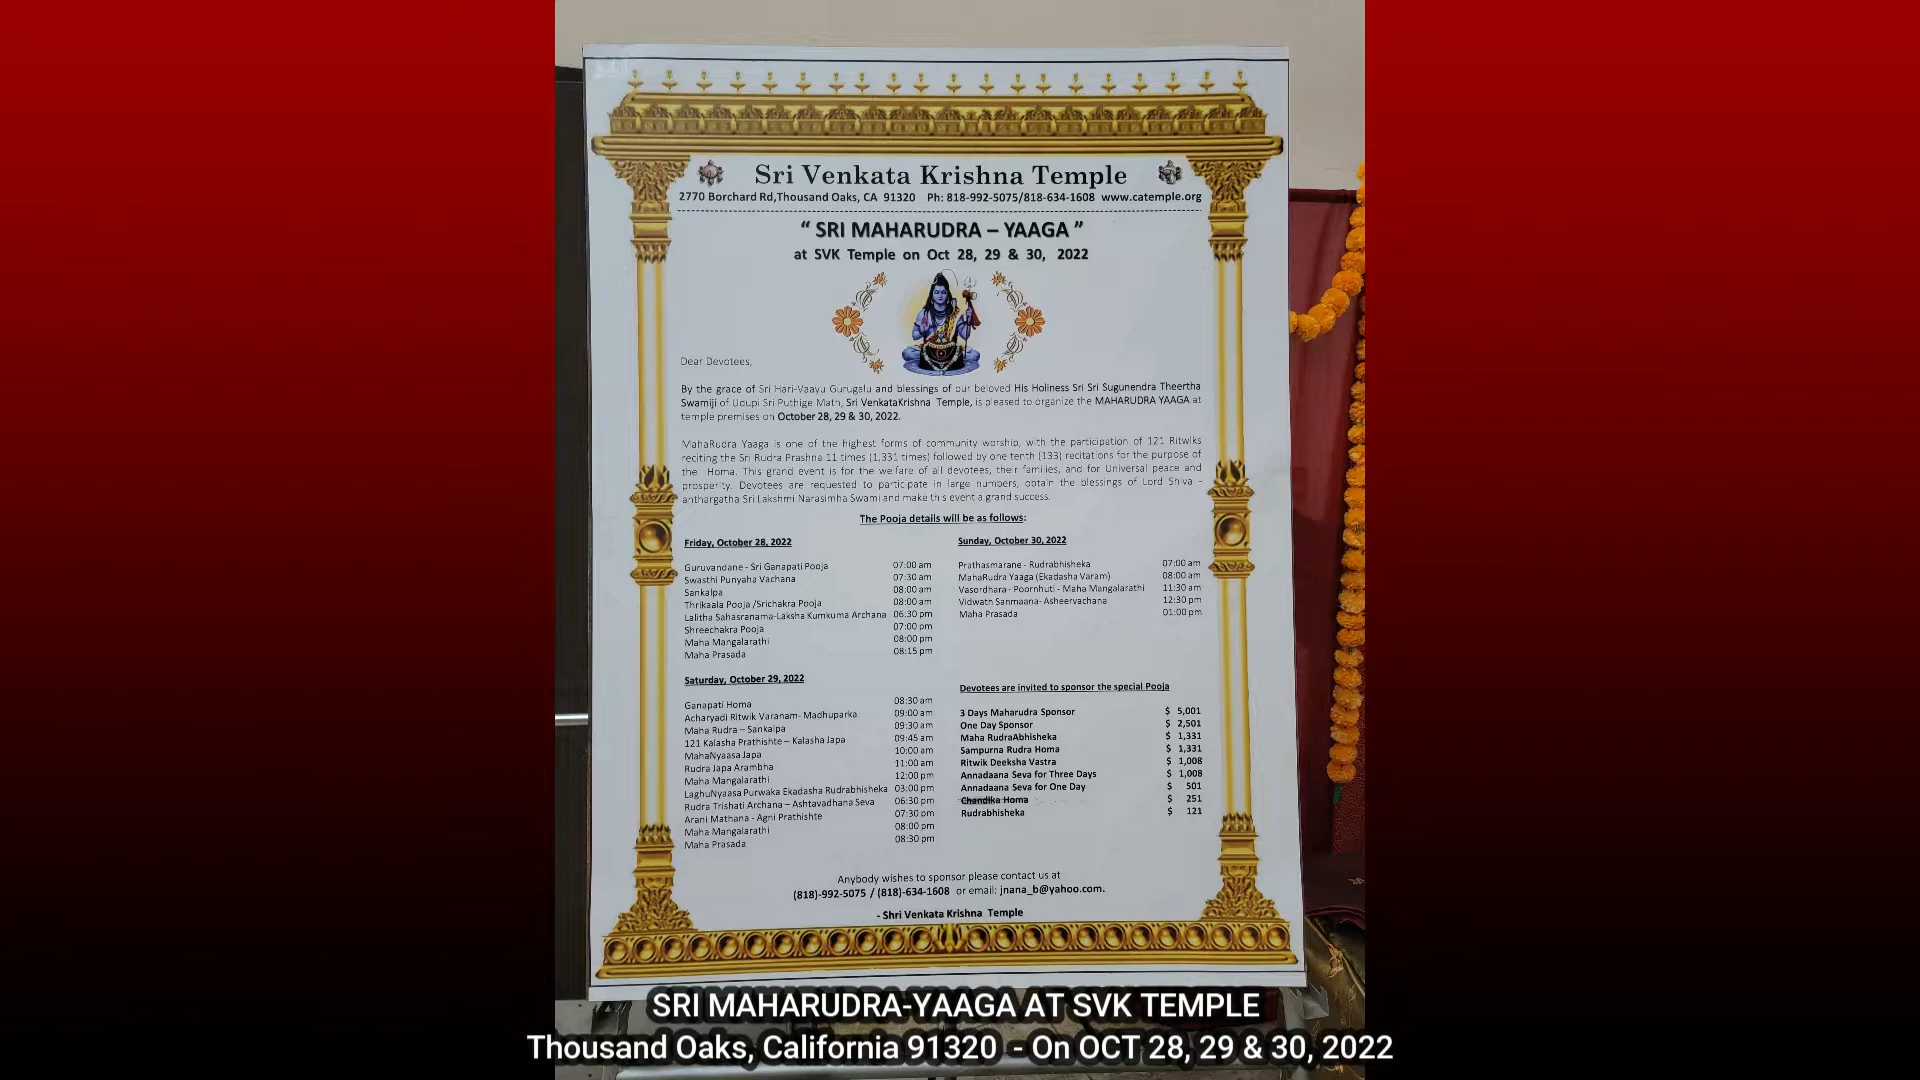 Sri Venkata Krishna Temple
2770 Borchard Rd,Thousand Oaks, CA 91320 Ph: 818-992-5075/818-634-1608 www.catemple.org
“ SRI MAHARUDRA – YAAGA ”
at SVK Temple on Oct 28, 29 & 30, 2022
Dear Devotees,
By the grace of Sri Hari-Vaayu Gurugalu and blessings of our beloved His Holiness Sri Sri Sugunendra Theertha
Swamiji of Udupi Sri Puthige Math, Sri VenkataKrishna Temple, is pleased to organize the MAHARUDRA YAAGA at
temple premises on October 28, 29 & 30, 2022.
MahaRudra Yaaga is one of the highest forms of community worship, with the participation of 121 Ritwiks
reciting the Sri Rudra Prashna 11 times (1,331 times) followed by one tenth (133) recitations for the purpose of
the Homa. This grand event is for the welfare of all devotees, their families, and for Universal peace and
prosperity. Devotees are requested to participate in large numbers, obtain the blessings of Lord Shiva -
anthargatha Sri Lakshmi Narasimha Swami and make this event a grand success.
The Pooja details will be as follows:
Friday, October 28, 2022
Guruvandane - Sri Ganapati Pooja 07:00 am
Swasthi Punyaha Vachana 07:30 am
Sankalpa 08:00 am
Thrikaala Pooja /Srichakra Pooja 08:00 am
Lalitha Sahasranama-Laksha Kumkuma Archana 06:30 pm
Shreechakra Pooja 07:00 pm
Maha Mangalarathi 08:00 pm
Maha Prasada 08:15 pm
Saturday, October 29, 2022
Ganapati Homa 08:30 am
Acharyadi Ritwik Varanam- Madhuparka 09:00 am
Maha Rudra – Sankalpa 09:30 am
121 Kalasha Prathishte – Kalasha Japa 09:45 am
MahaNyaasa Japa 10:00 am
Rudra Japa Arambha 11:00 am
Maha Mangalarathi 12:00 pm
LaghuNyaasa Purwaka Ekadasha Rudrabhisheka 03:00 pm
Rudra Trishati Archana – Ashtavadhana Seva 06:30 pm
Arani Mathana - Agni Prathishte 07:30 pm
Maha Mangalarathi 08:00 pm
Maha Prasada 08:30 pm
Sunday, October 30, 2022
Prathasmarane - Rudrabhisheka 07:00 am
MahaRudra Yaaga (Ekadasha Varam) 08:00 am
Vasordhara - Poornhuti - Maha Mangalarathi 11:30 am
Vidwath Sanmaana- Asheervachana 12:30 pm
Maha Prasada 01:00 pm
Devotees are invited to sponsor the special Pooja
3 Days Maharudra Sponsor $ 5,001
One Day Sponsor $ 2,501
Maha RudraAbhisheka $ 1,331
Sampurna Rudra Homa $ 1,331
Ritwik Deeksha Vastra $ 1,008
Annadaana Seva for Three Days $ 1,008
Annadaana Seva for One Day $ 501
Chandika Homa $ 251
Rudrabhisheka $ 121
Anybody wishes to sponsor please contact us at
(818)-992-5075 / (818)-634-1608 or email: jnana_b@yahoo.com.
- Shri Venkata Krishna Temple
SRI MAHARUDRA-YAAGA AT SVK TEMPLE
Thousand Oaks, California 91320 - On OCT 28, 29 & 30, 2022